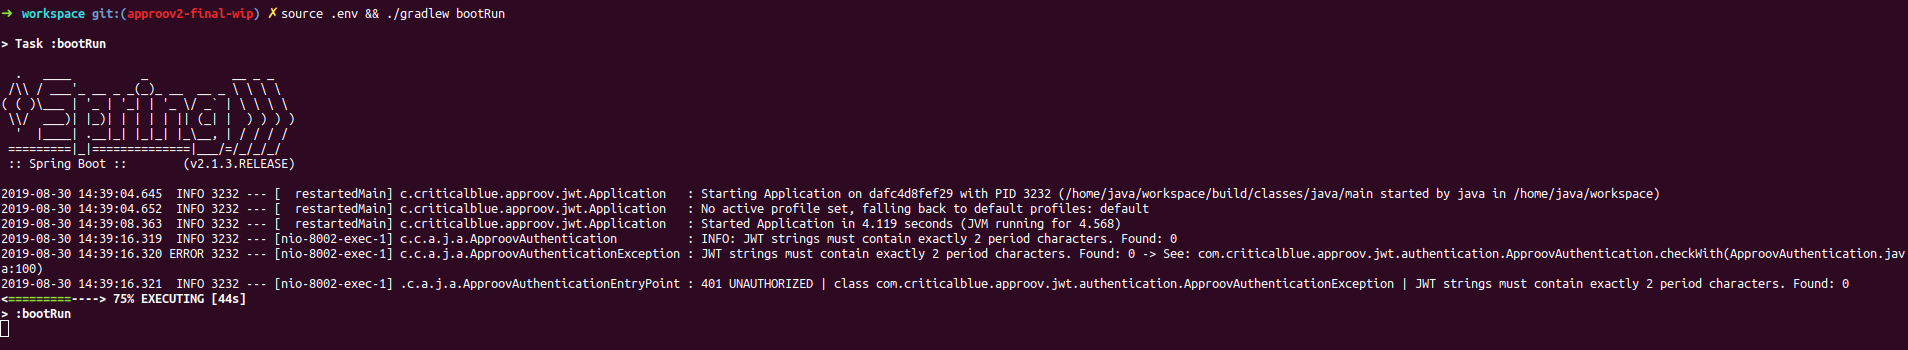 ➜  workspace git:(approov2-final-wip) ✗ source .env && ./gradlew bootRun
> Task :bootRun
  .   ____          _            __ _ _
 /\\ / ___'_ __ _ _(_)_ __  __ _ \ \ \ \
( ( )\___ | '_ | '_| | '_ \/ _` | \ \ \ \
 \\/  ___)| |_)| | | | | || (_| |  ) ) ) )
  '  |____| .__|_| |_|_| |_\__, | / / / /
 =========|_|==============|___/=/_/_/_/
 :: Spring Boot ::        (v2.1.3.RELEASE)
2019-08-30 14:39:04.645  INFO 3232 --- [  restartedMain] c.criticalblue.approov.jwt.Application   : Starting Application on dafc4d8fef29 with PID 3232 (/home/java/workspace/build/classes/java/main started by java in /home/java/workspace)
2019-08-30 14:39:04.652  INFO 3232 --- [  restartedMain] c.criticalblue.approov.jwt.Application   : No active profile set, falling back to default profiles: default
2019-08-30 14:39:08.363  INFO 3232 --- [  restartedMain] c.criticalblue.approov.jwt.Application   : Started Application in 4.119 seconds (JVM running for 4.568)
2019-08-30 14:39:16.319  INFO 3232 --- [nio-8002-exec-1] c.c.a.j.a.ApproovAuthentication          : INFO: JWT strings must contain exactly 2 period characters. Found: 0
2019-08-30 14:39:16.320 ERROR 3232 --- [nio-8002-exec-1] c.c.a.j.a.ApproovAuthenticationException : JWT strings must contain exactly 2 period characters. Found: 0 -> See: com.criticalblue.approov.jwt.authentication.ApproovAuthentication.checkWith(ApproovAuthentication.jav
a:100)
2019-08-30 14:39:16.321  INFO 3232 --- [nio-8002-exec-1] .c.a.j.a.ApproovAuthenticationEntryPoint : 401 UNAUTHORIZED | class com.criticalblue.approov.jwt.authentication.ApproovAuthenticationException | JWT strings must contain exactly 2 period characters. Found: 0
<=========----> 75% EXECUTING [44s]
> :bootRun